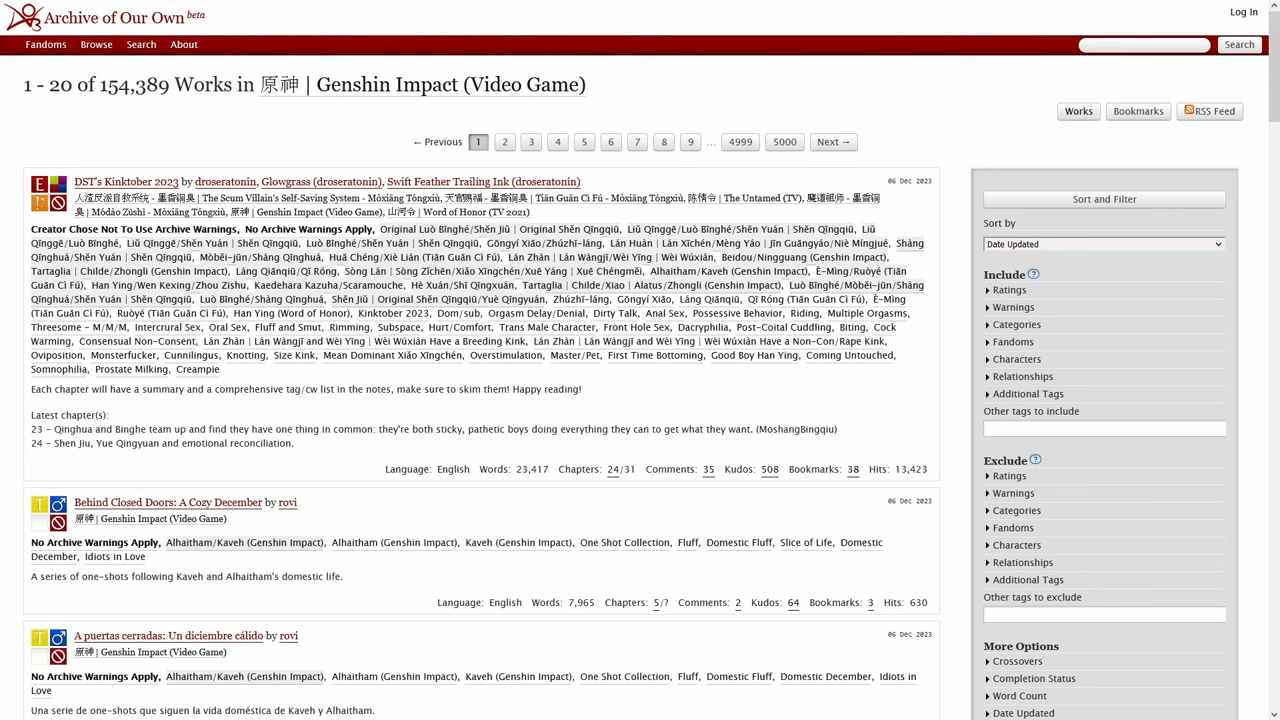 Archive of Our Own beta
Log In
Fandoms Browse Search About
Search
1 - 20 of 154,389 Works in 原神 | Genshin Impact (Video Game)
Works Bookmarks RSS Feed
← Previous 1 2 3 4 5 6 7 8 9 … 4999 5000 Next →
DST's Kinktober 2023 by droseratonin, Glowgrass (droseratonin), Swift Feather Trailing Ink (droseratonin)
06 Dec 2023
人渣反派自救系统 - 墨香铜臭 | The Scum Villain's Self-Saving System - Mòxiāng Tóngxiù, 天官赐福 - 墨香铜臭 | Tiān Guān Cì Fú - Mòxiāng Tóngxiù, 陈情令 | The Untamed (TV), 魔道祖师 - 墨香铜
臭 | Módào Zǔshī - Mòxiāng Tóngxiù, 原神 | Genshin Impact (Video Game), 山河令 | Word of Honor (TV 2021)
Creator Chose Not To Use Archive Warnings, No Archive Warnings Apply, Original Luò Bīnghé/Shěn Jiǔ | Original Shěn Qīngqiū, Liǔ Qīnggē/Luò Bīnghé/Shěn Yuán | Shěn Qīngqiū, Liǔ
Qīnggē/Luò Bīnghé, Liǔ Qīnggē/Shěn Yuán | Shěn Qīngqiū, Luò Bīnghé/Shěn Yuán | Shěn Qīngqiū, Gōngyí Xiāo/Zhúzhī-láng, Lán Huàn | Lán Xīchén/Mèng Yáo | Jīn Guāngyáo/Niè Míngjué, Shàng
Qīnghuá/Shěn Yuán | Shěn Qīngqiū, Mòběi-jūn/Shàng Qīnghuá, Huā Chéng/Xiè Lián (Tiān Guān Cì Fú), Lán Zhàn | Lán Wàngjī/Wèi Yīng | Wèi Wúxiàn, Beidou/Ningguang (Genshin Impact),
Tartaglia | Childe/Zhongli (Genshin Impact), Láng Qiānqiū/Qī Róng, Sòng Lán | Sòng Zǐchēn/Xiǎo Xīngchén/Xuē Yáng | Xuē Chéngměi, Alhaitham/Kaveh (Genshin Impact), È-Mìng/Ruòyé (Tiān
Guān Cì Fú), Han Ying/Wen Kexing/Zhou Zishu, Kaedehara Kazuha/Scaramouche, Hè Xuán/Shī Qīngxuán, Tartaglia | Childe/Xiao | Alatus/Zhongli (Genshin Impact), Luò Bīnghé/Mòběi-jūn/Shàng
Qīnghuá/Shěn Yuán | Shěn Qīngqiū, Luò Bīnghé/Shàng Qīnghuá, Shěn Jiǔ | Original Shěn Qīngqiū/Yuè Qīngyuán, Zhúzhī-láng, Gōngyí Xiāo, Láng Qiānqiū, Qī Róng (Tiān Guān Cì Fú), È-Mìng
(Tiān Guān Cì Fú), Ruòyé (Tiān Guān Cì Fú), Han Ying (Word of Honor), Kinktober 2023, Dom/sub, Orgasm Delay/Denial, Dirty Talk, Anal Sex, Possessive Behavior, Riding, Multiple Orgasms,
Threesome - M/M/M, Intercrural Sex, Oral Sex, Fluff and Smut, Rimming, Subspace, Hurt/Comfort, Trans Male Character, Front Hole Sex, Dacryphilia, Post-Coital Cuddling, Biting, Cock
Warming, Consensual Non-Consent, Lán Zhàn | Lán Wàngjī and Wèi Yīng | Wèi Wúxiàn Have a Breeding Kink, Lán Zhàn | Lán Wàngjī and Wèi Yīng | Wèi Wúxiàn Have a Non-Con/Rape Kink,
Oviposition, Monsterfucker, Cunnilingus, Knotting, Size Kink, Mean Dominant Xiǎo Xīngchén, Overstimulation, Master/Pet, First Time Bottoming, Good Boy Han Ying, Coming Untouched,
Somnophilia, Prostate Milking, Creampie
Each chapter will have a summary and a comprehensive tag/cw list in the notes, make sure to skim them! Happy reading!
Latest chapter(s):
23 - Qinghua and Binghe team up and find they have one thing in common: they're both sticky, pathetic boys doing everything they can to get what they want. (MoshangBingqiu)
24 - Shen Jiu, Yue Qingyuan and emotional reconciliation.
Language: English Words: 23,417 Chapters: 24/31 Comments: 35 Kudos: 508 Bookmarks: 38 Hits: 13,423
Behind Closed Doors: A Cozy December by rovi
06 Dec 2023
原神 | Genshin Impact (Video Game)
No Archive Warnings Apply, Alhaitham/Kaveh (Genshin Impact), Alhaitham (Genshin Impact), Kaveh (Genshin Impact), One Shot Collection, Fluff, Domestic Fluff, Slice of Life, Domestic
December, Idiots in Love
A series of one-shots following Kaveh and Alhaitham's domestic life.
Language: English Words: 7,965 Chapters: 5/? Comments: 2 Kudos: 64 Bookmarks: 3 Hits: 630
A puertas cerradas: Un diciembre cálido by rovi
06 Dec 2023
原神 | Genshin Impact (Video Game)
No Archive Warnings Apply, Alhaitham/Kaveh (Genshin Impact), Alhaitham (Genshin Impact), Kaveh (Genshin Impact), One Shot Collection, Fluff, Domestic Fluff, Domestic December, Idiots in
Love
Una serie de one-shots que siguen la vida doméstica de Kaveh y Alhaitham.
Sort and Filter
Sort by
Date Updated
Include ?
Ratings
Warnings
Categories
Fandoms
Characters
Relationships
Additional Tags
Other tags to include
Exclude ?
Ratings
Warnings
Categories
Fandoms
Characters
Relationships
Additional Tags
Other tags to exclude
More Options
Crossovers
Completion Status
Word Count
Date Updated